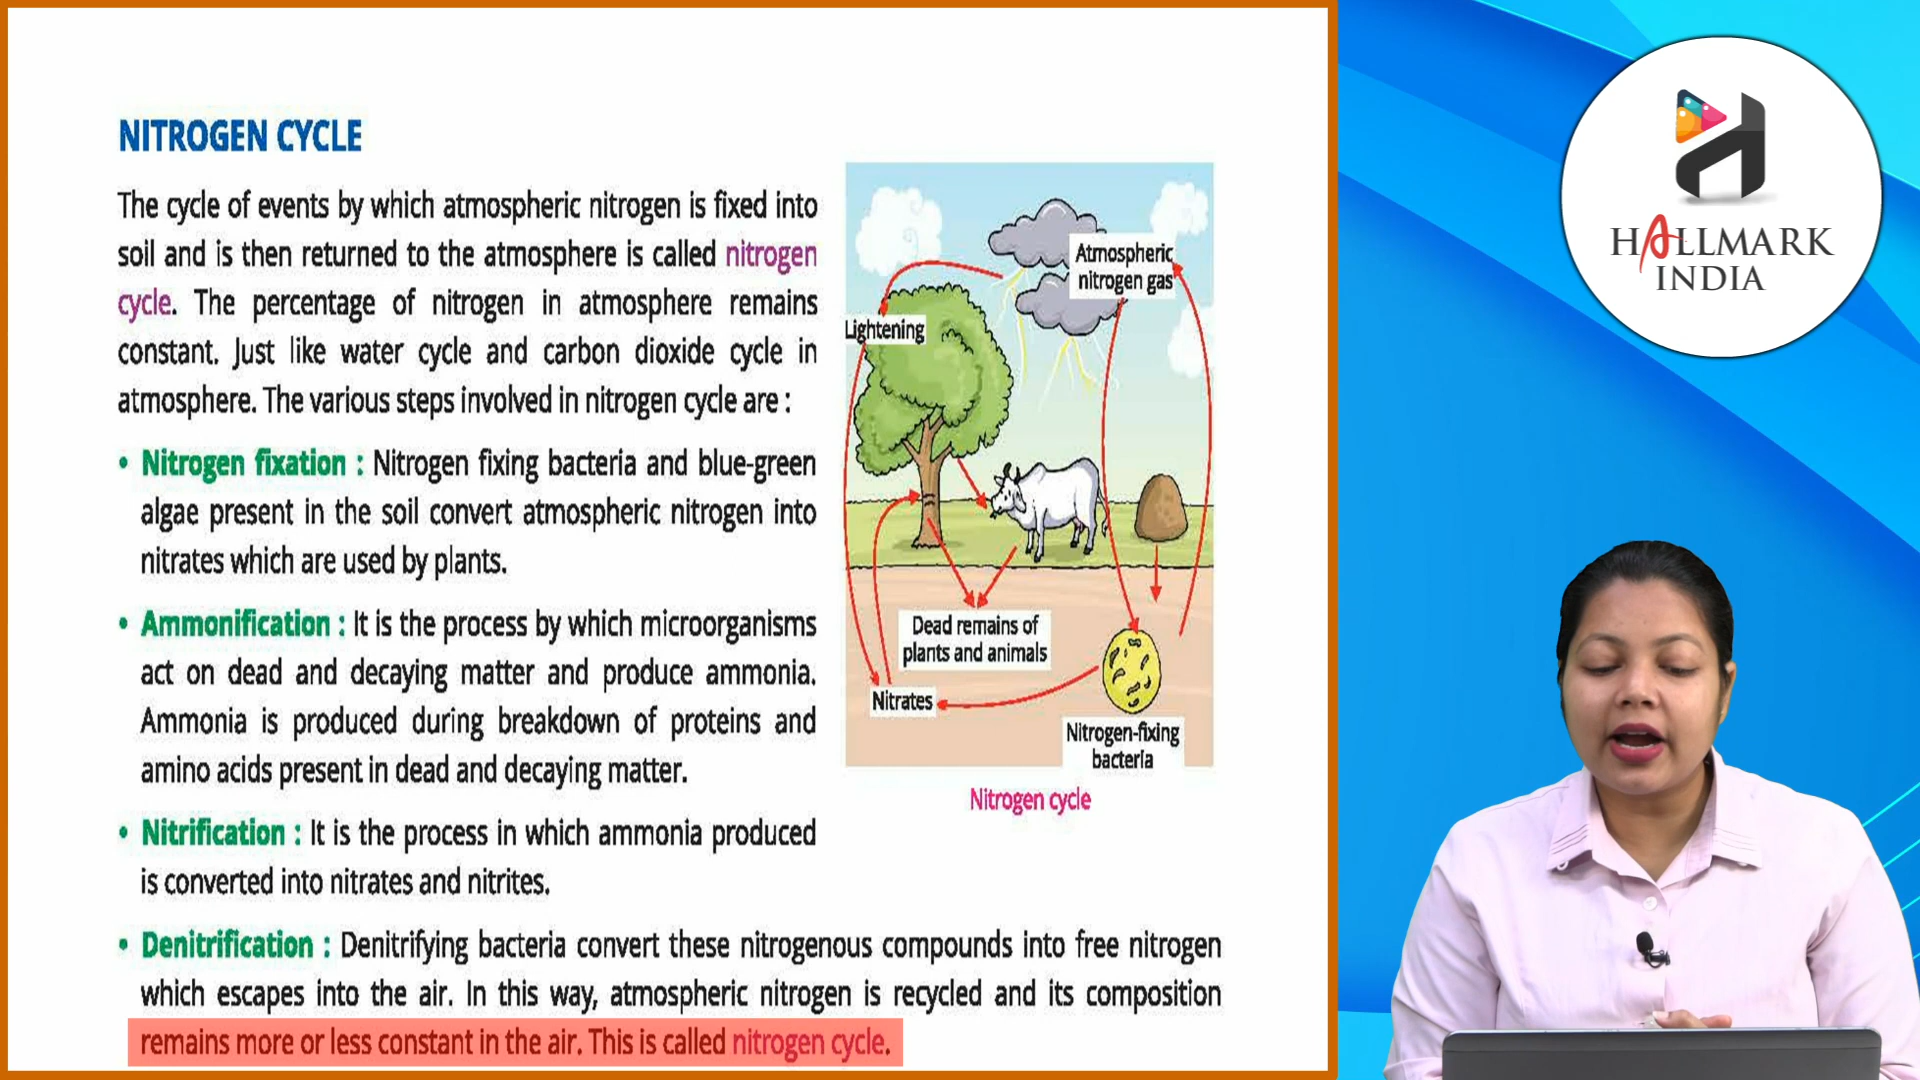 NITROGEN CYCLE
The cycle of events by which atmospheric nitrogen is fixed into
soil and is then returned to the atmosphere is called nitrogen
cycle. The percentage of nitrogen in atmosphere remains
constant. Just like water cycle and carbon dioxide cycle in
atmosphere. The various steps involved in nitrogen cycle are :
• Nitrogen fixation : Nitrogen fixing bacteria and blue-green
algae present in the soil convert atmospheric nitrogen into
nitrates which are used by plants.
• Ammonification : It is the process by which microorganisms
act on dead and decaying matter and produce ammonia.
Ammonia is produced during breakdown of proteins and
amino acids present in dead and decaying matter.
• Nitrification : It is the process in which ammonia produced
is converted into nitrates and nitrites.
• Denitrification : Denitrifying bacteria convert these nitrogenous compounds into free nitrogen
which escapes into the air. In this way, atmospheric nitrogen is recycled and its composition
remains more or less constant in the air. This is called nitrogen cycle.
Atmospheric
nitrogen gas
Lightening
Dead remains of
plants and animals
Nitrates
Nitrogen-fixing
bacteria
Nitrogen cycle
HALLMARK
INDIA